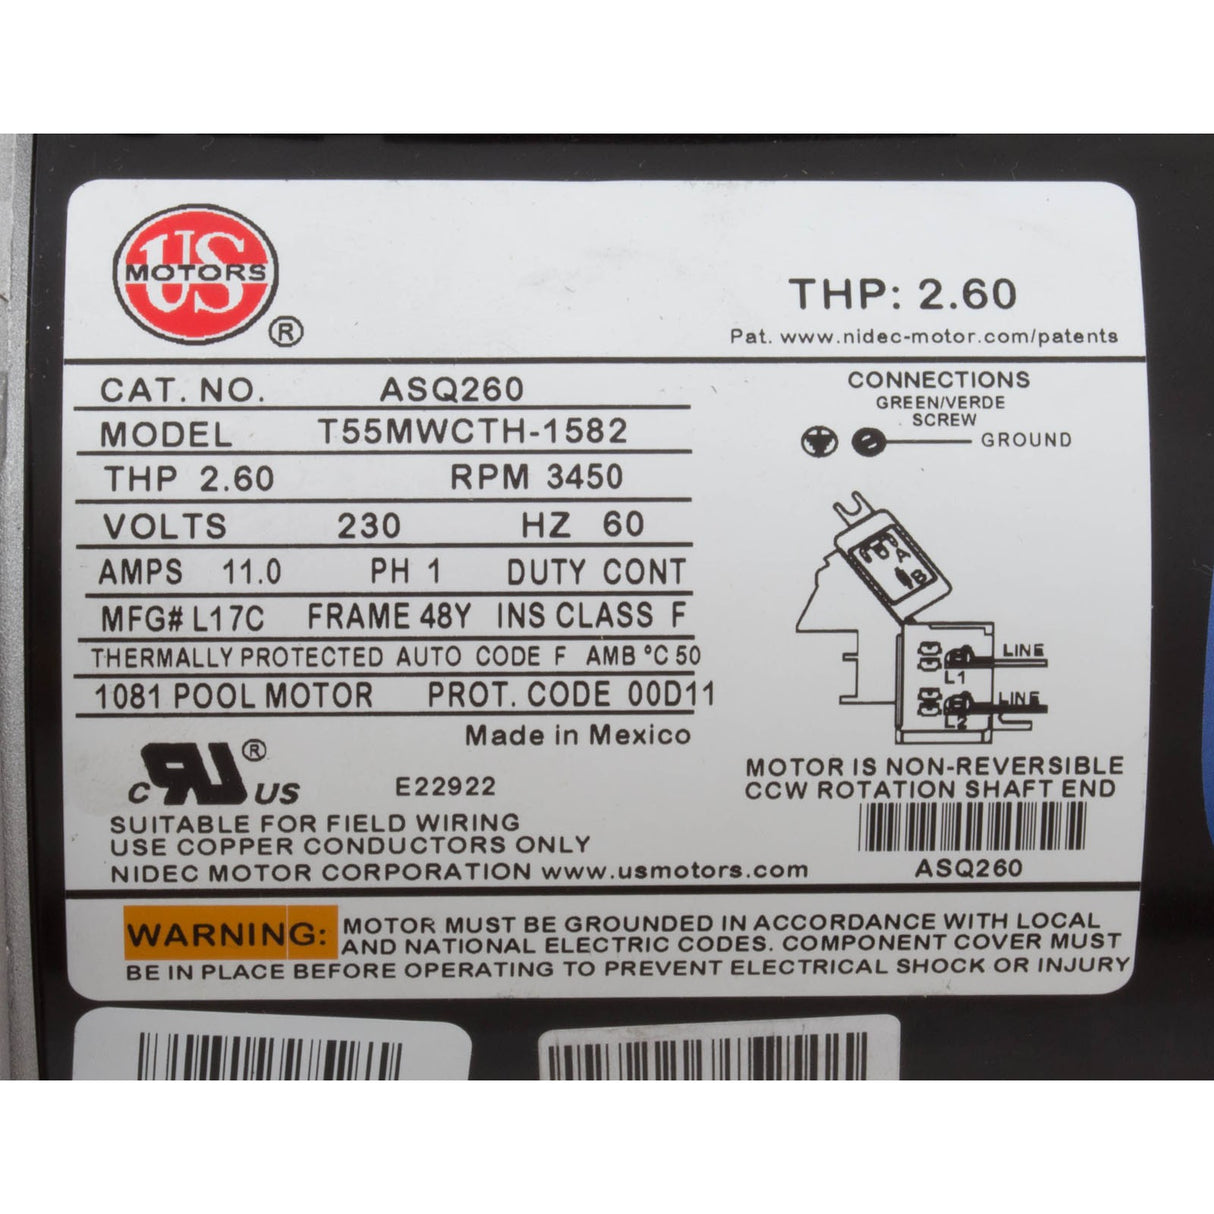 US
MOTORS
®
THP: 2.60
Pat. www.nidec-motor.com/patents
CAT. NO. ASQ260
MODEL T55MWCTH-1582
THP 2.60 RPM 3450
VOLTS 230 HZ 60
AMPS 11.0 PH 1 DUTY CONT
MFG# L17C FRAME 48Y INS CLASS F
THERMALLY PROTECTED AUTO CODE F AMB °C 50
1081 POOL MOTOR PROT. CODE 00D11
Made in Mexico
c RU ® US E22922
SUITABLE FOR FIELD WIRING
USE COPPER CONDUCTORS ONLY
NIDEC MOTOR CORPORATION www.usmotors.com
CONNECTIONS
GREEN/VERDE
SCREW
GROUND
A
B
LINE
L1
LINE
L2
MOTOR IS NON-REVERSIBLE
CCW ROTATION SHAFT END
ASQ260
WARNING: MOTOR MUST BE GROUNDED IN ACCORDANCE WITH LOCAL
AND NATIONAL ELECTRIC CODES. COMPONENT COVER MUST
BE IN PLACE BEFORE OPERATING TO PREVENT ELECTRICAL SHOCK OR INJURY